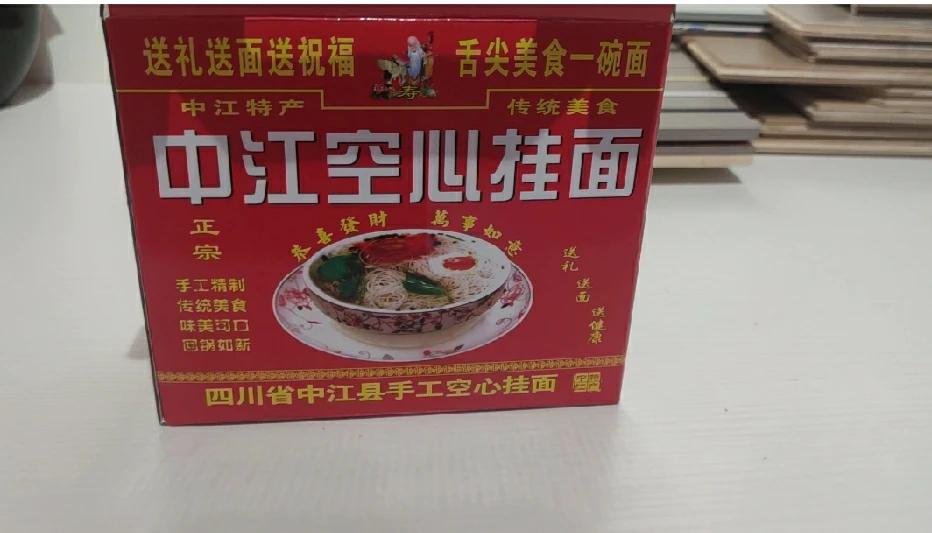 送礼送面送祝福
舌尖美食一碗面
寿
中江特产
传统美食
中江空心挂面
正宗
恭喜發財 萬事如意
手工精制
传统美食
味美可口
回锅如新
送礼
送面
送健康
四川省中江县手工空心挂面